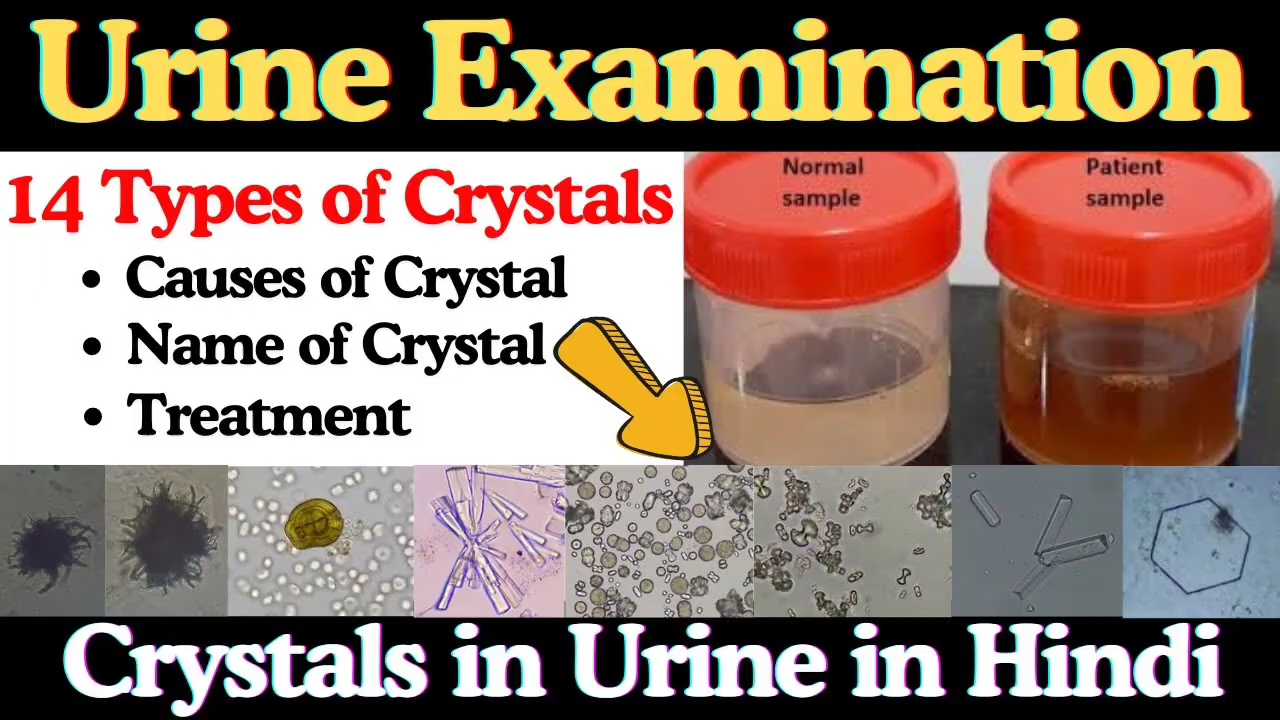 Urine Examination
14 Types of Crystals
• Causes of Crystal
• Name of Crystal
• Treatment
Normal
sample
Patient
sample
Crystals in Urine in Hindi